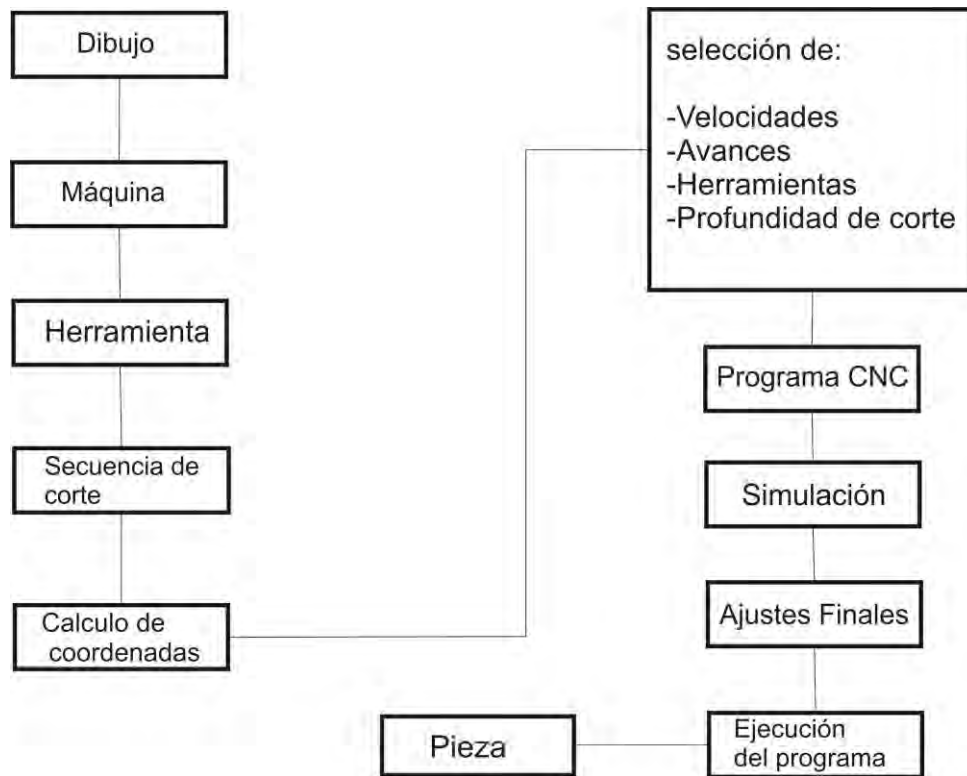 Dibujo
Máquina
Herramienta
Secuencia de
corte
Calculo de
coordenadas
selección de:
-Velocidades
-Avances
-Herramientas
-Profundidad de corte
Programa CNC
Simulación
Ajustes Finales
Ejecución
del programa
Pieza